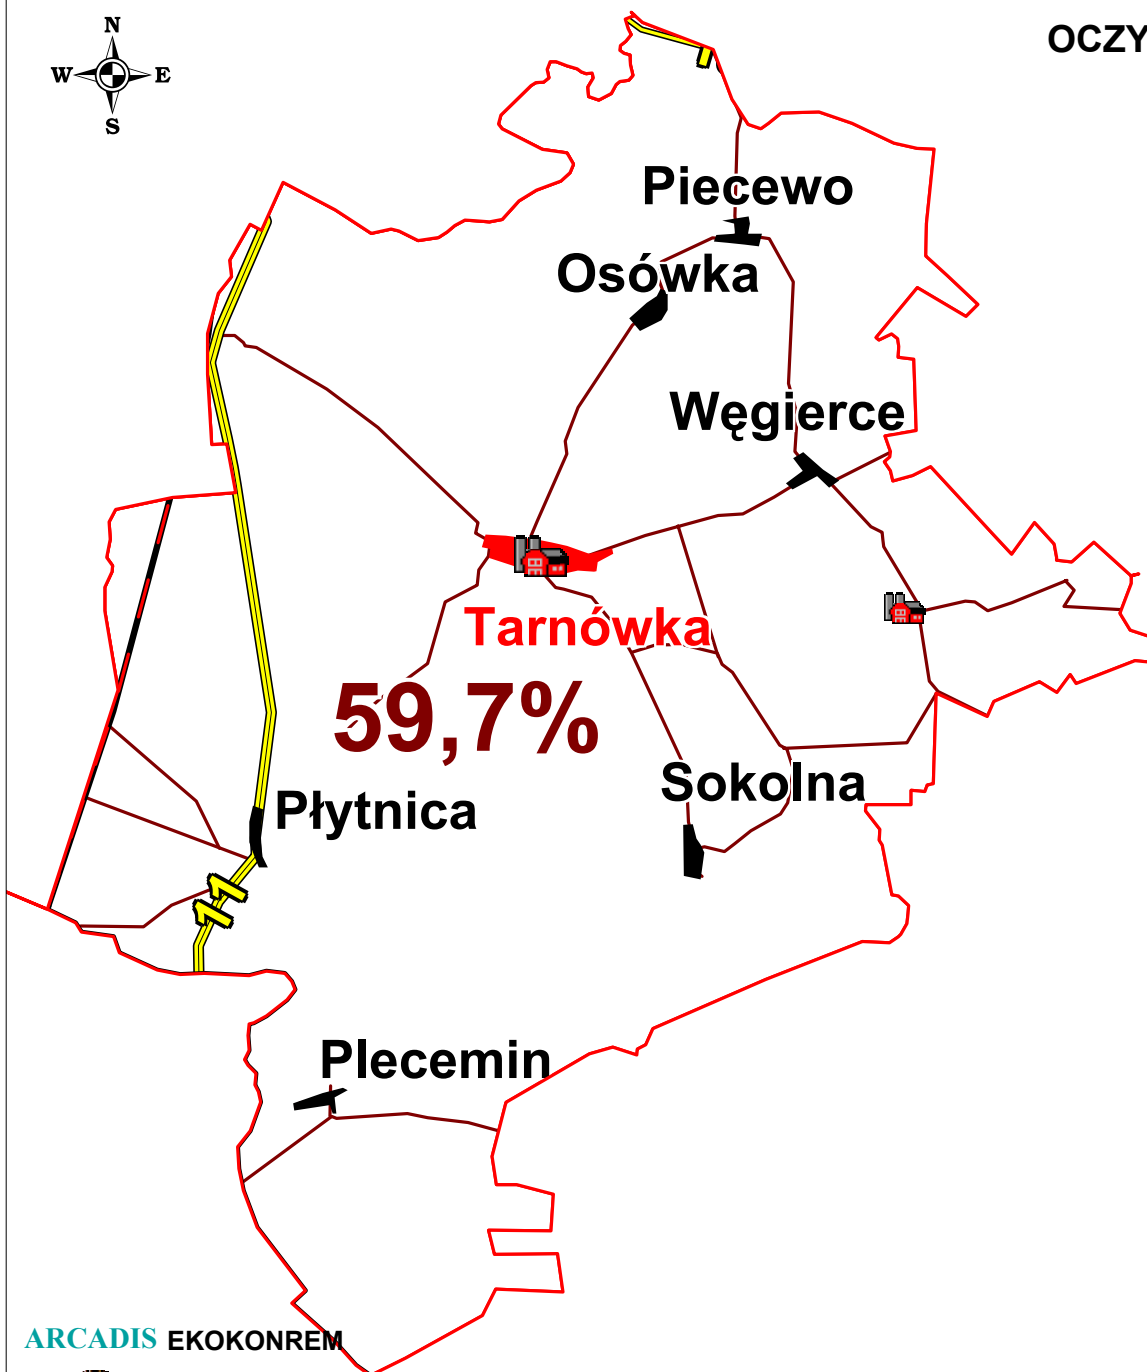 N
OCZY
W E
S
Piecewo
Osówka
Węgierce
Tarnówka
59,7%
Sokolna
Płytnica
11
Plecemin
ARCADIS EKOKONREM